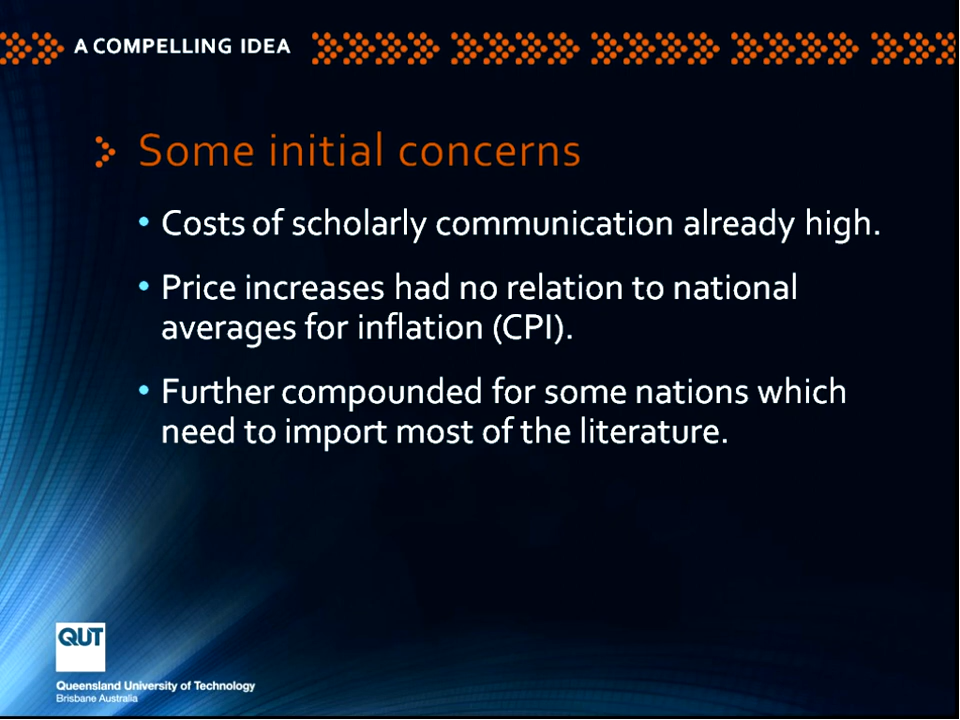 A COMPELLING IDEA
Some initial concerns
• Costs of scholarly communication already high.
• Price increases had no relation to national
averages for inflation (CPI).
• Further compounded for some nations which
need to import most of the literature.
QUT
Queensland University of Technology
Brisbane Australia